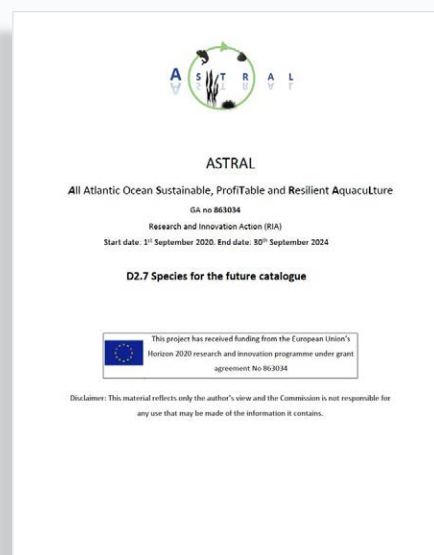 A S T R A L
ASTRAL
All Atlantic Ocean Sustainable, ProfiTable and Resilient AquacuLture
GA no 863034
Research and Innovation Action (RIA)
Start date: 1st September 2020. End date: 30th September 2024
D2.7 Species for the future catalogue
This project has received funding from the European Union's
Horizon 2020 research and innovation programme under grant
agreement No 863034
Disclaimer: This material reflects only the author's view and the Commission is not responsible for
any use that may be made of the information it contains.